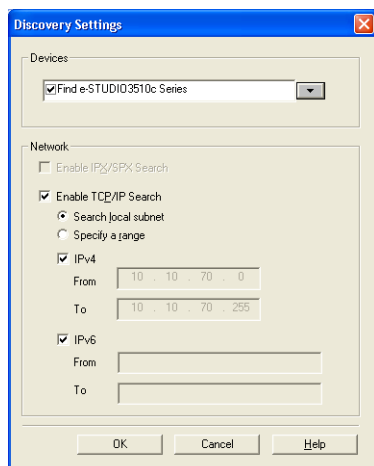 Discovery Settings
Devices
Find e-STUDIO3510c Series
Network
Enable IPX/SPX Search
Enable TCP/IP Search
Search local subnet
Specify a range
IPv4
From 10 . 10 . 70 . 0
To 10 . 10 . 70 . 255
IPv6
From
To
OK Cancel Help